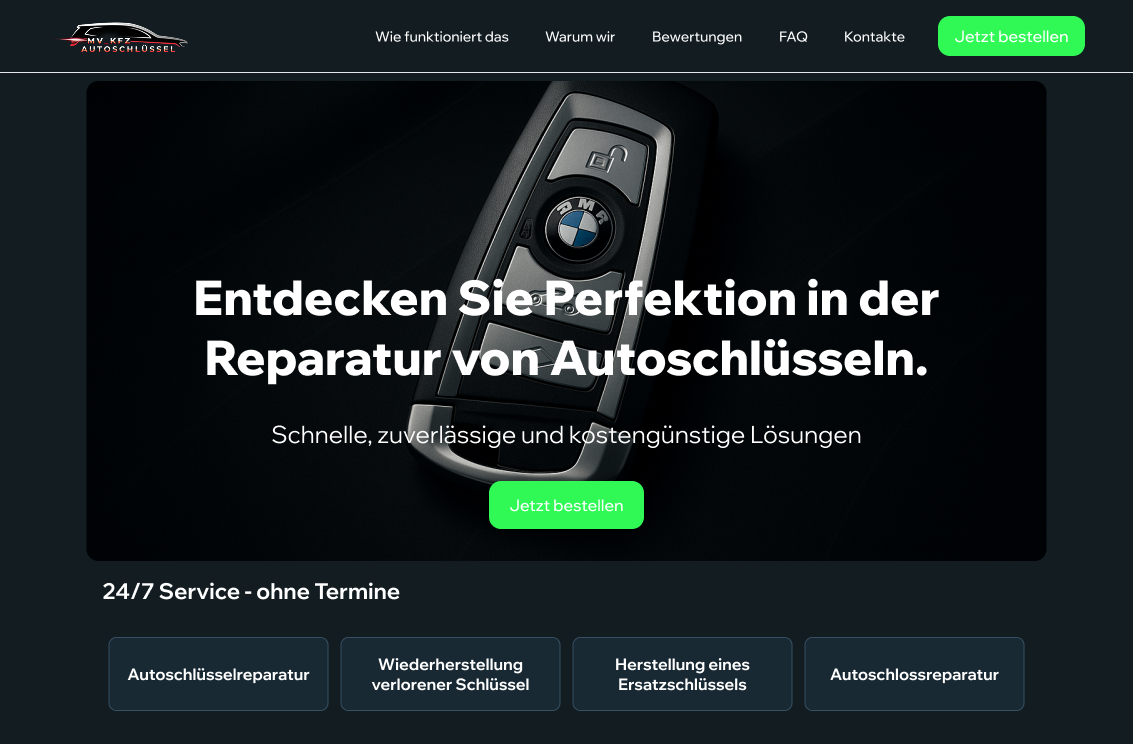 MV KFZ
AUTOSCHLÜSSEL
Wie funktioniert das
Warum wir
Bewertungen
FAQ
Kontakte
Jetzt bestellen
RMR
Entdecken Sie Perfektion in der
Reparatur von Autoschlüsseln.
Schnelle, zuverlässige und kostengünstige Lösungen
Jetzt bestellen
24/7 Service - ohne Termine
Autoschlüsselreparatur
Wiederherstellung
verlorener Schlüssel
Herstellung eines
Ersatzschlüssels
Autoschlossreparatur